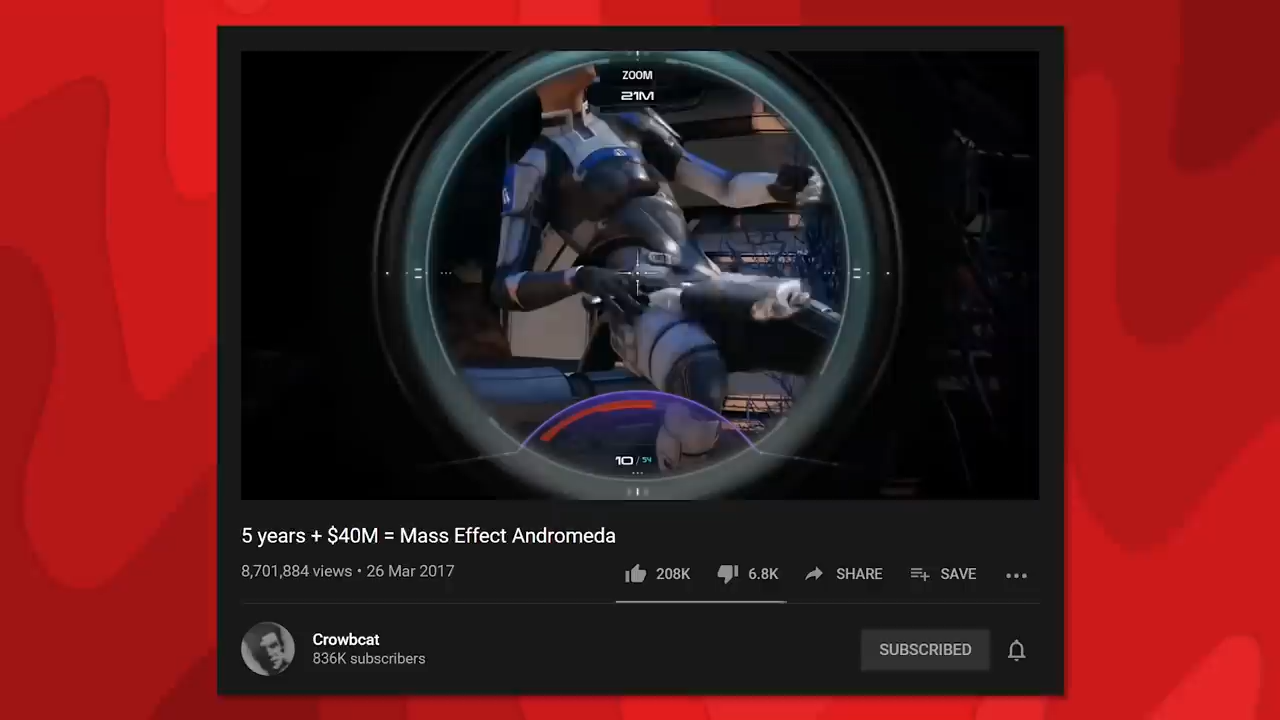 ZOOM
21M
10 / 54
5 years + $40M = Mass Effect Andromeda
8,701,884 views • 26 Mar 2017
208K 6.8K SHARE SAVE
Crowbcat
836K subscribers
SUBSCRIBED